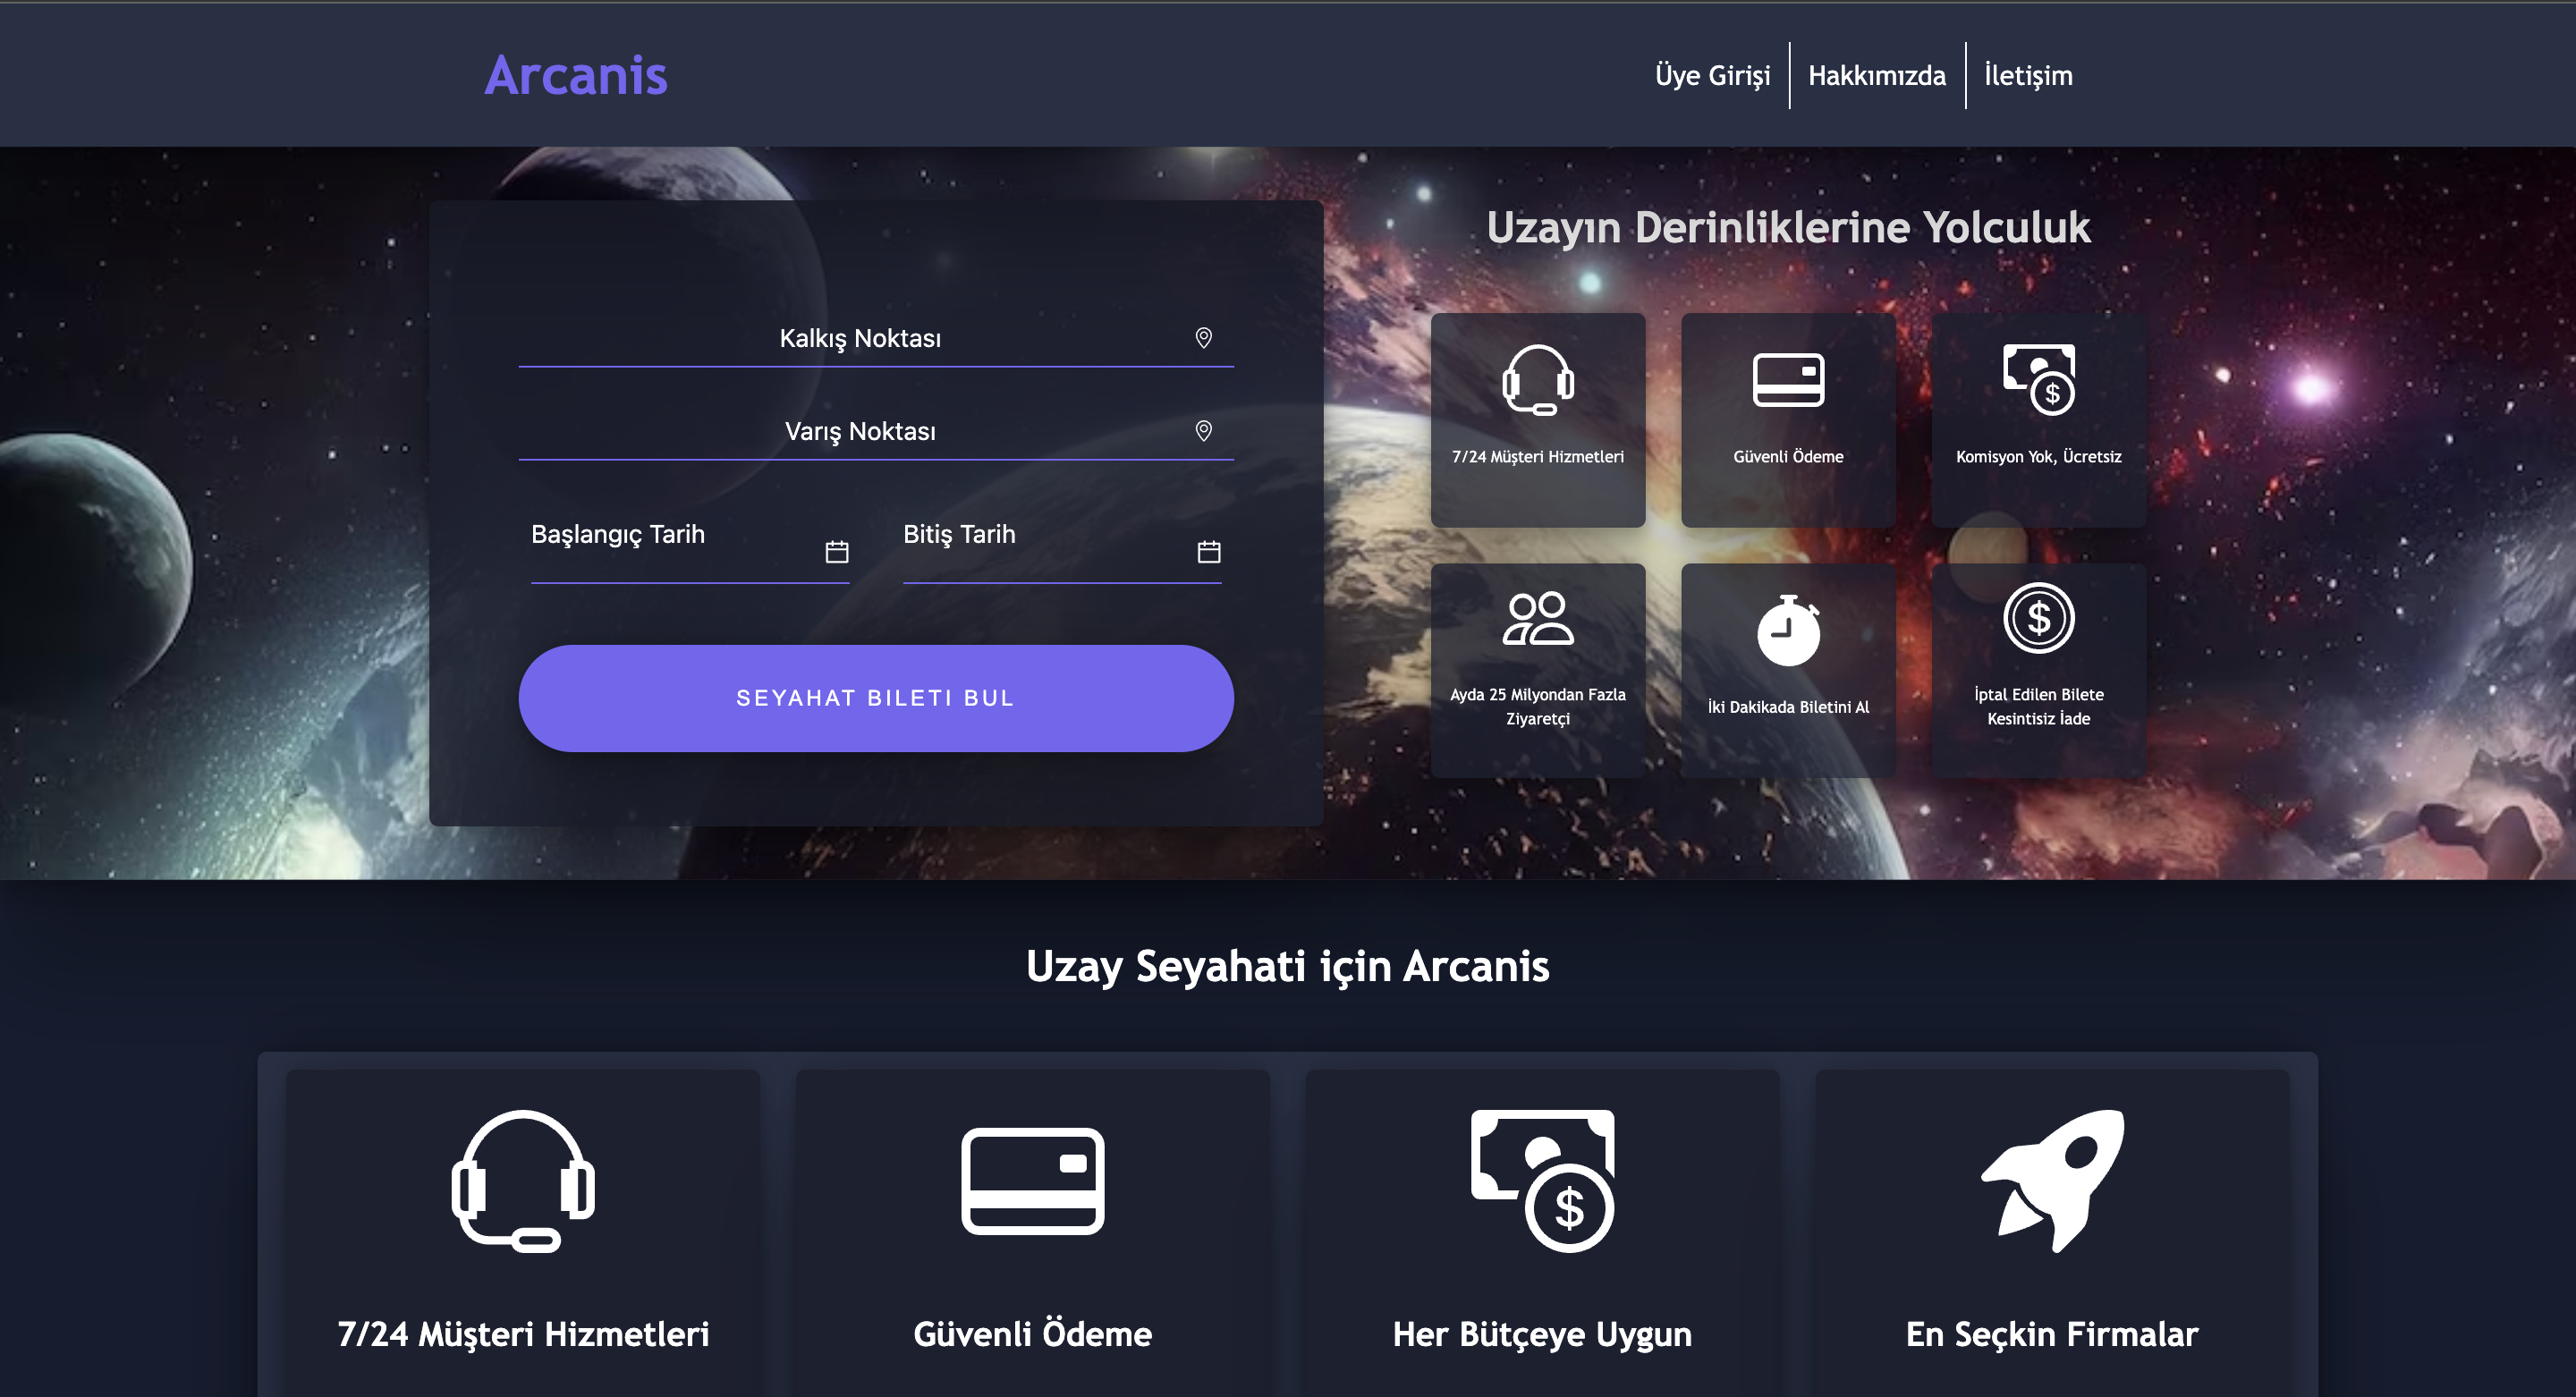 Arcanis
Üye Girişi
Hakkımızda
İletişim
Uzayın Derinliklerine Yolculuk
Kalkış Noktası
Varış Noktası
Başlangıç Tarih
Bitiş Tarih
SEYAHAT BILETI BUL
7/24 Müşteri Hizmetleri
Güvenli Ödeme
Komisyon Yok, Ücretsiz
Ayda 25 Milyondan Fazla
Ziyaretçi
İki Dakikada Biletini Al
İptal Edilen Bilete
Kesintisiz İade
Uzay Seyahati için Arcanis
7/24 Müşteri Hizmetleri
Güvenli Ödeme
Her Bütçeye Uygun
En Seçkin Firmalar